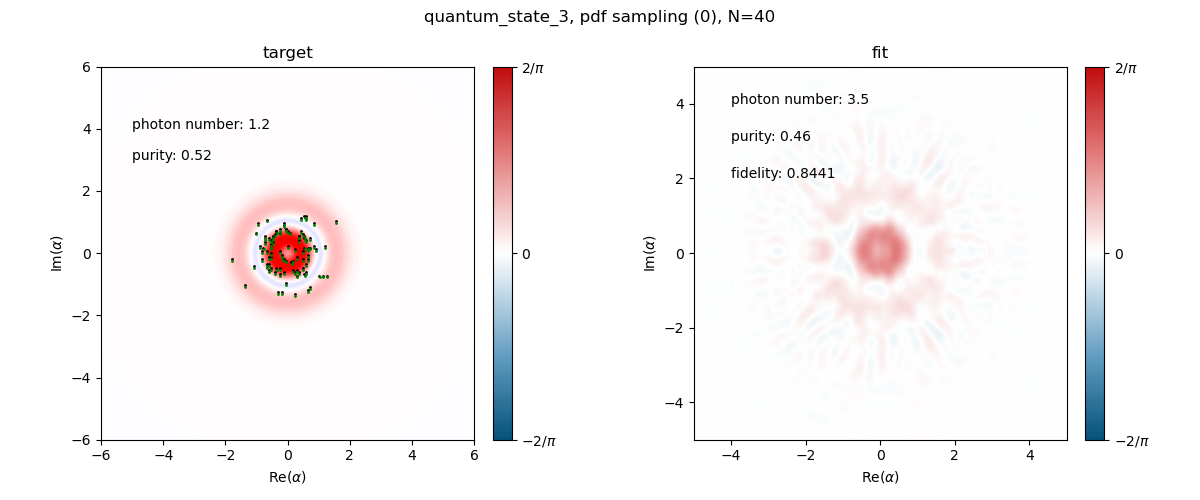 quantum_state_3, pdf sampling (0), N=40
target
6
4
2
0
−2
−4
−6
−6
−4
−2
0
2
4
6
Im(α)
Re(α)
photon number: 1.2
purity: 0.52
2/π
0
−2/π
fit
4
2
0
−2
−4
−4
−2
0
2
4
Im(α)
Re(α)
photon number: 3.5
purity: 0.46
fidelity: 0.8441
2/π
0
−2/π